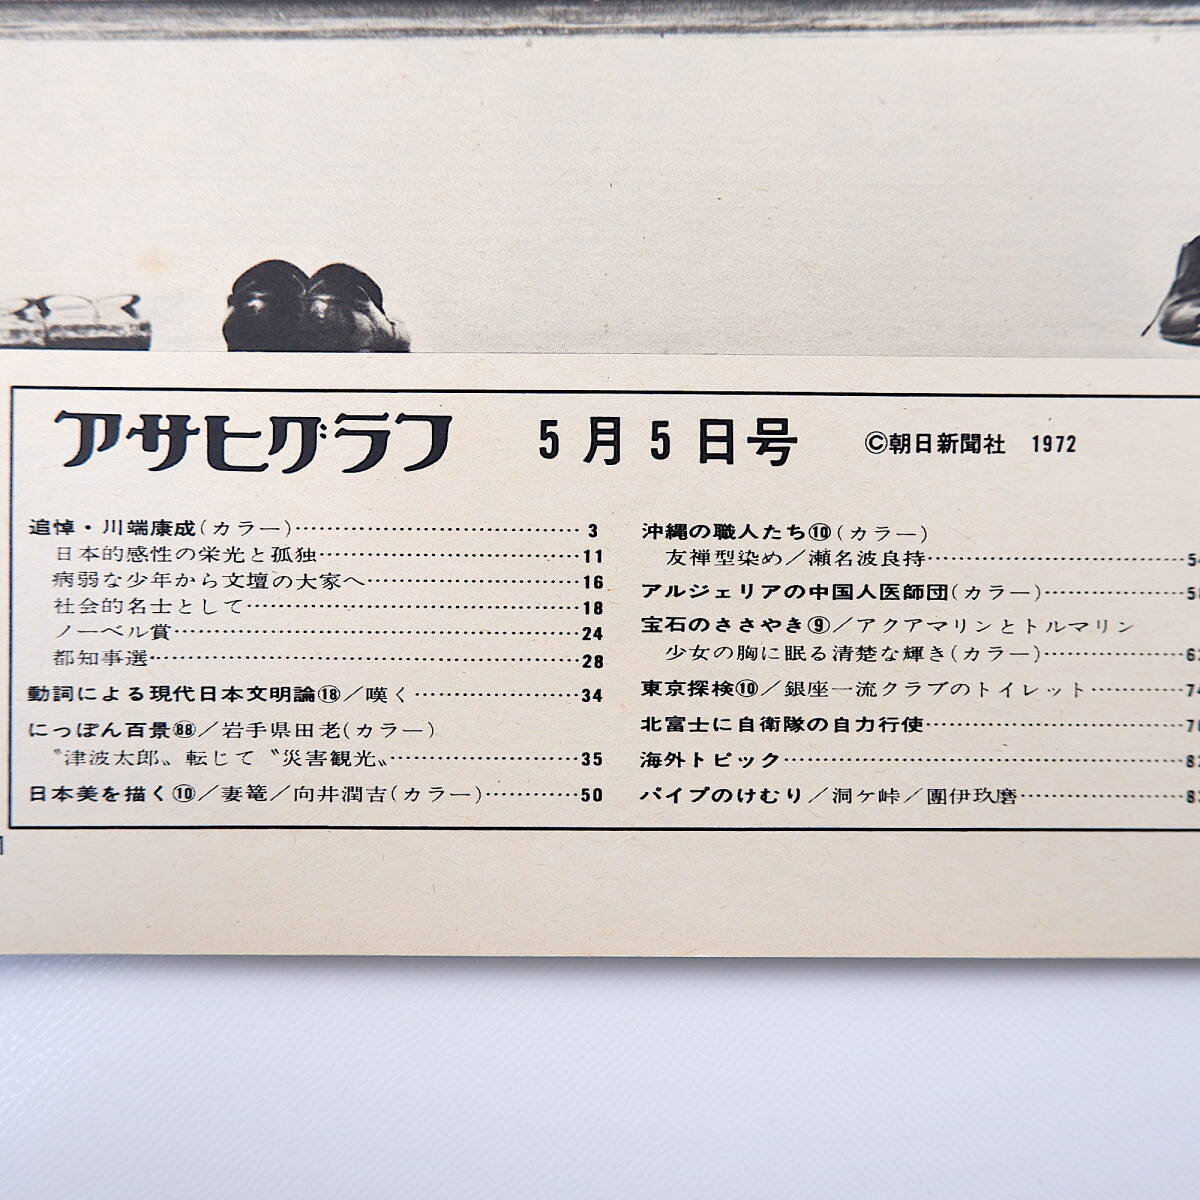 アサヒグラフ 5月5日号 ©朝日新聞社 1972
追悼・川端康成(カラー)…………3
日本的感性の栄光と孤独…………11
病弱な少年から文壇の大家へ…………16
社会的名士として…………18
ノーベル賞…………24
都知事選…………28
動詞による現代日本文明論⑱/嘆く…………34
にっぽん百景88/岩手県田老(カラー)
〝津波太郎〟転じて〝災害観光〟…………35
日本美を描く⑩/妻篭/向井潤吉(カラー)…………50
沖縄の職人たち⑩(カラー)
友禅型染め/瀬名波良持…………
アルジェリアの中国人医師団(カラー)…………
宝石のささやき⑨/アクアマリンとトルマリン
少女の胸に眠る清楚な輝き(カラー)…………
東京探検⑩/銀座一流クラブのトイレット…………
北富士に自衛隊の自力行使…………
海外トピック…………
パイプのけむり/洞ケ峠/團伊玖磨…………